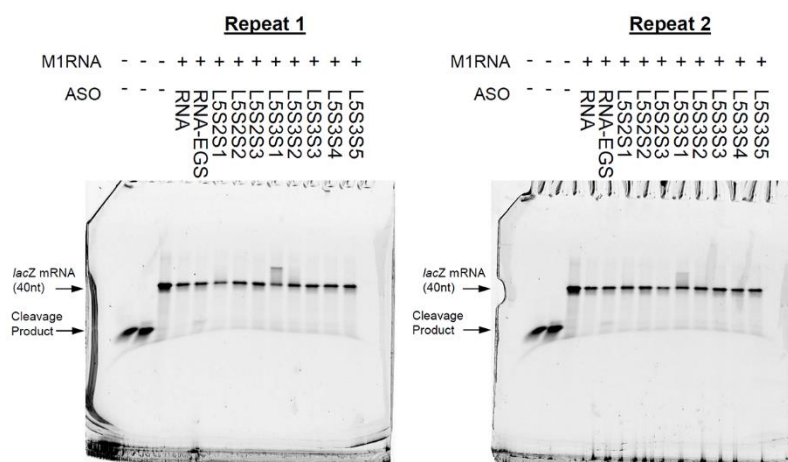 Repeat 1
M1RNA - - - + + + + + + + + + +
ASO - - - RNA RNA-EGS L5S2S1 L5S2S2 L5S2S3 L5S3S1 L5S3S2 L5S3S3 L5S3S4 L5S3S5
lacZ mRNA
(40nt)
Cleavage
Product
Repeat 2
M1RNA - - - + + + + + + + + + +
ASO - - - RNA RNA-EGS L5S2S1 L5S2S2 L5S2S3 L5S3S1 L5S3S2 L5S3S3 L5S3S4 L5S3S5
lacZ mRNA
(40nt)
Cleavage
Product